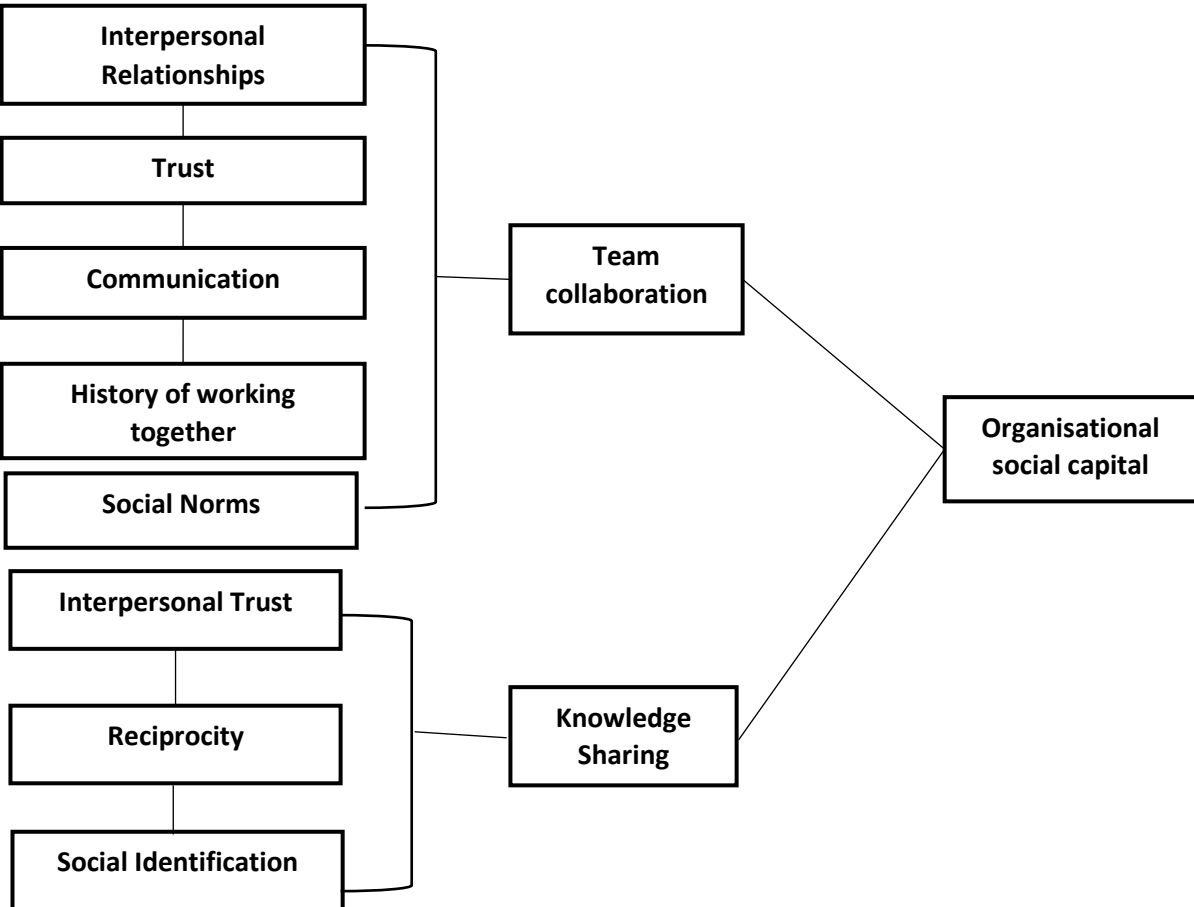 Interpersonal
Relationships
Trust
Communication
History of working
together
Social Norms
Interpersonal Trust
Reciprocity
Social Identification
Team
collaboration
Knowledge
Sharing
Organisational
social capital